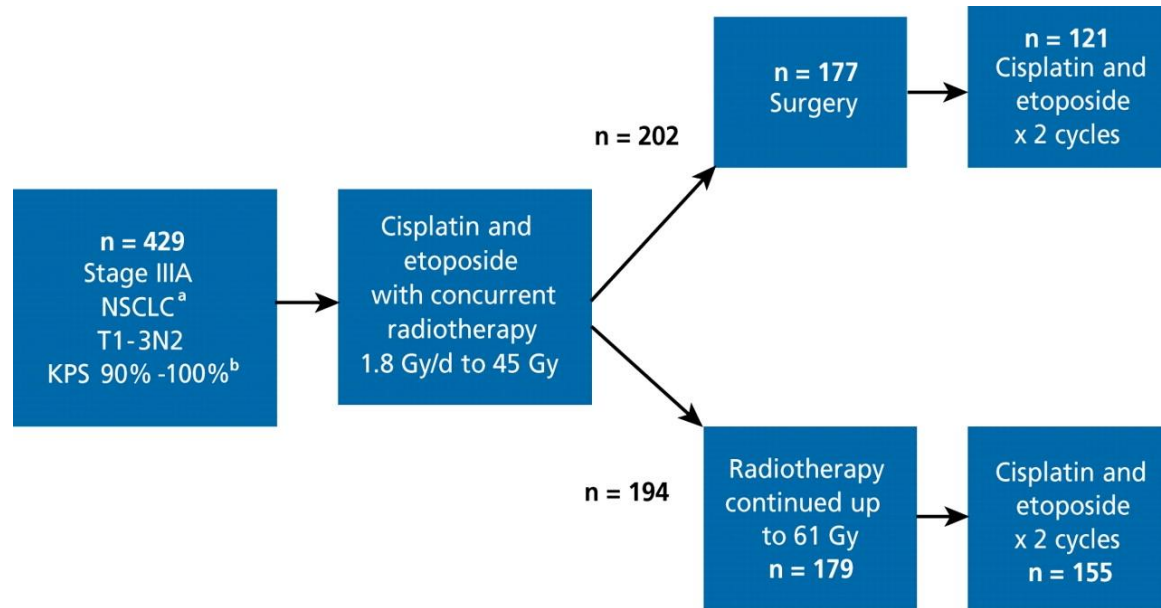 n = 429
Stage IIIA
NSCLCᵃ
T1-3N2
KPS 90% -100%ᵇ
Cisplatin and
etoposide
with concurrent
radiotherapy
1.8 Gy/d to 45 Gy
n = 202
n = 177
Surgery
n = 121
Cisplatin and
etoposide
x 2 cycles
n = 194
Radiotherapy
continued up
to 61 Gy
n = 179
Cisplatin and
etoposide
x 2 cycles
n = 155